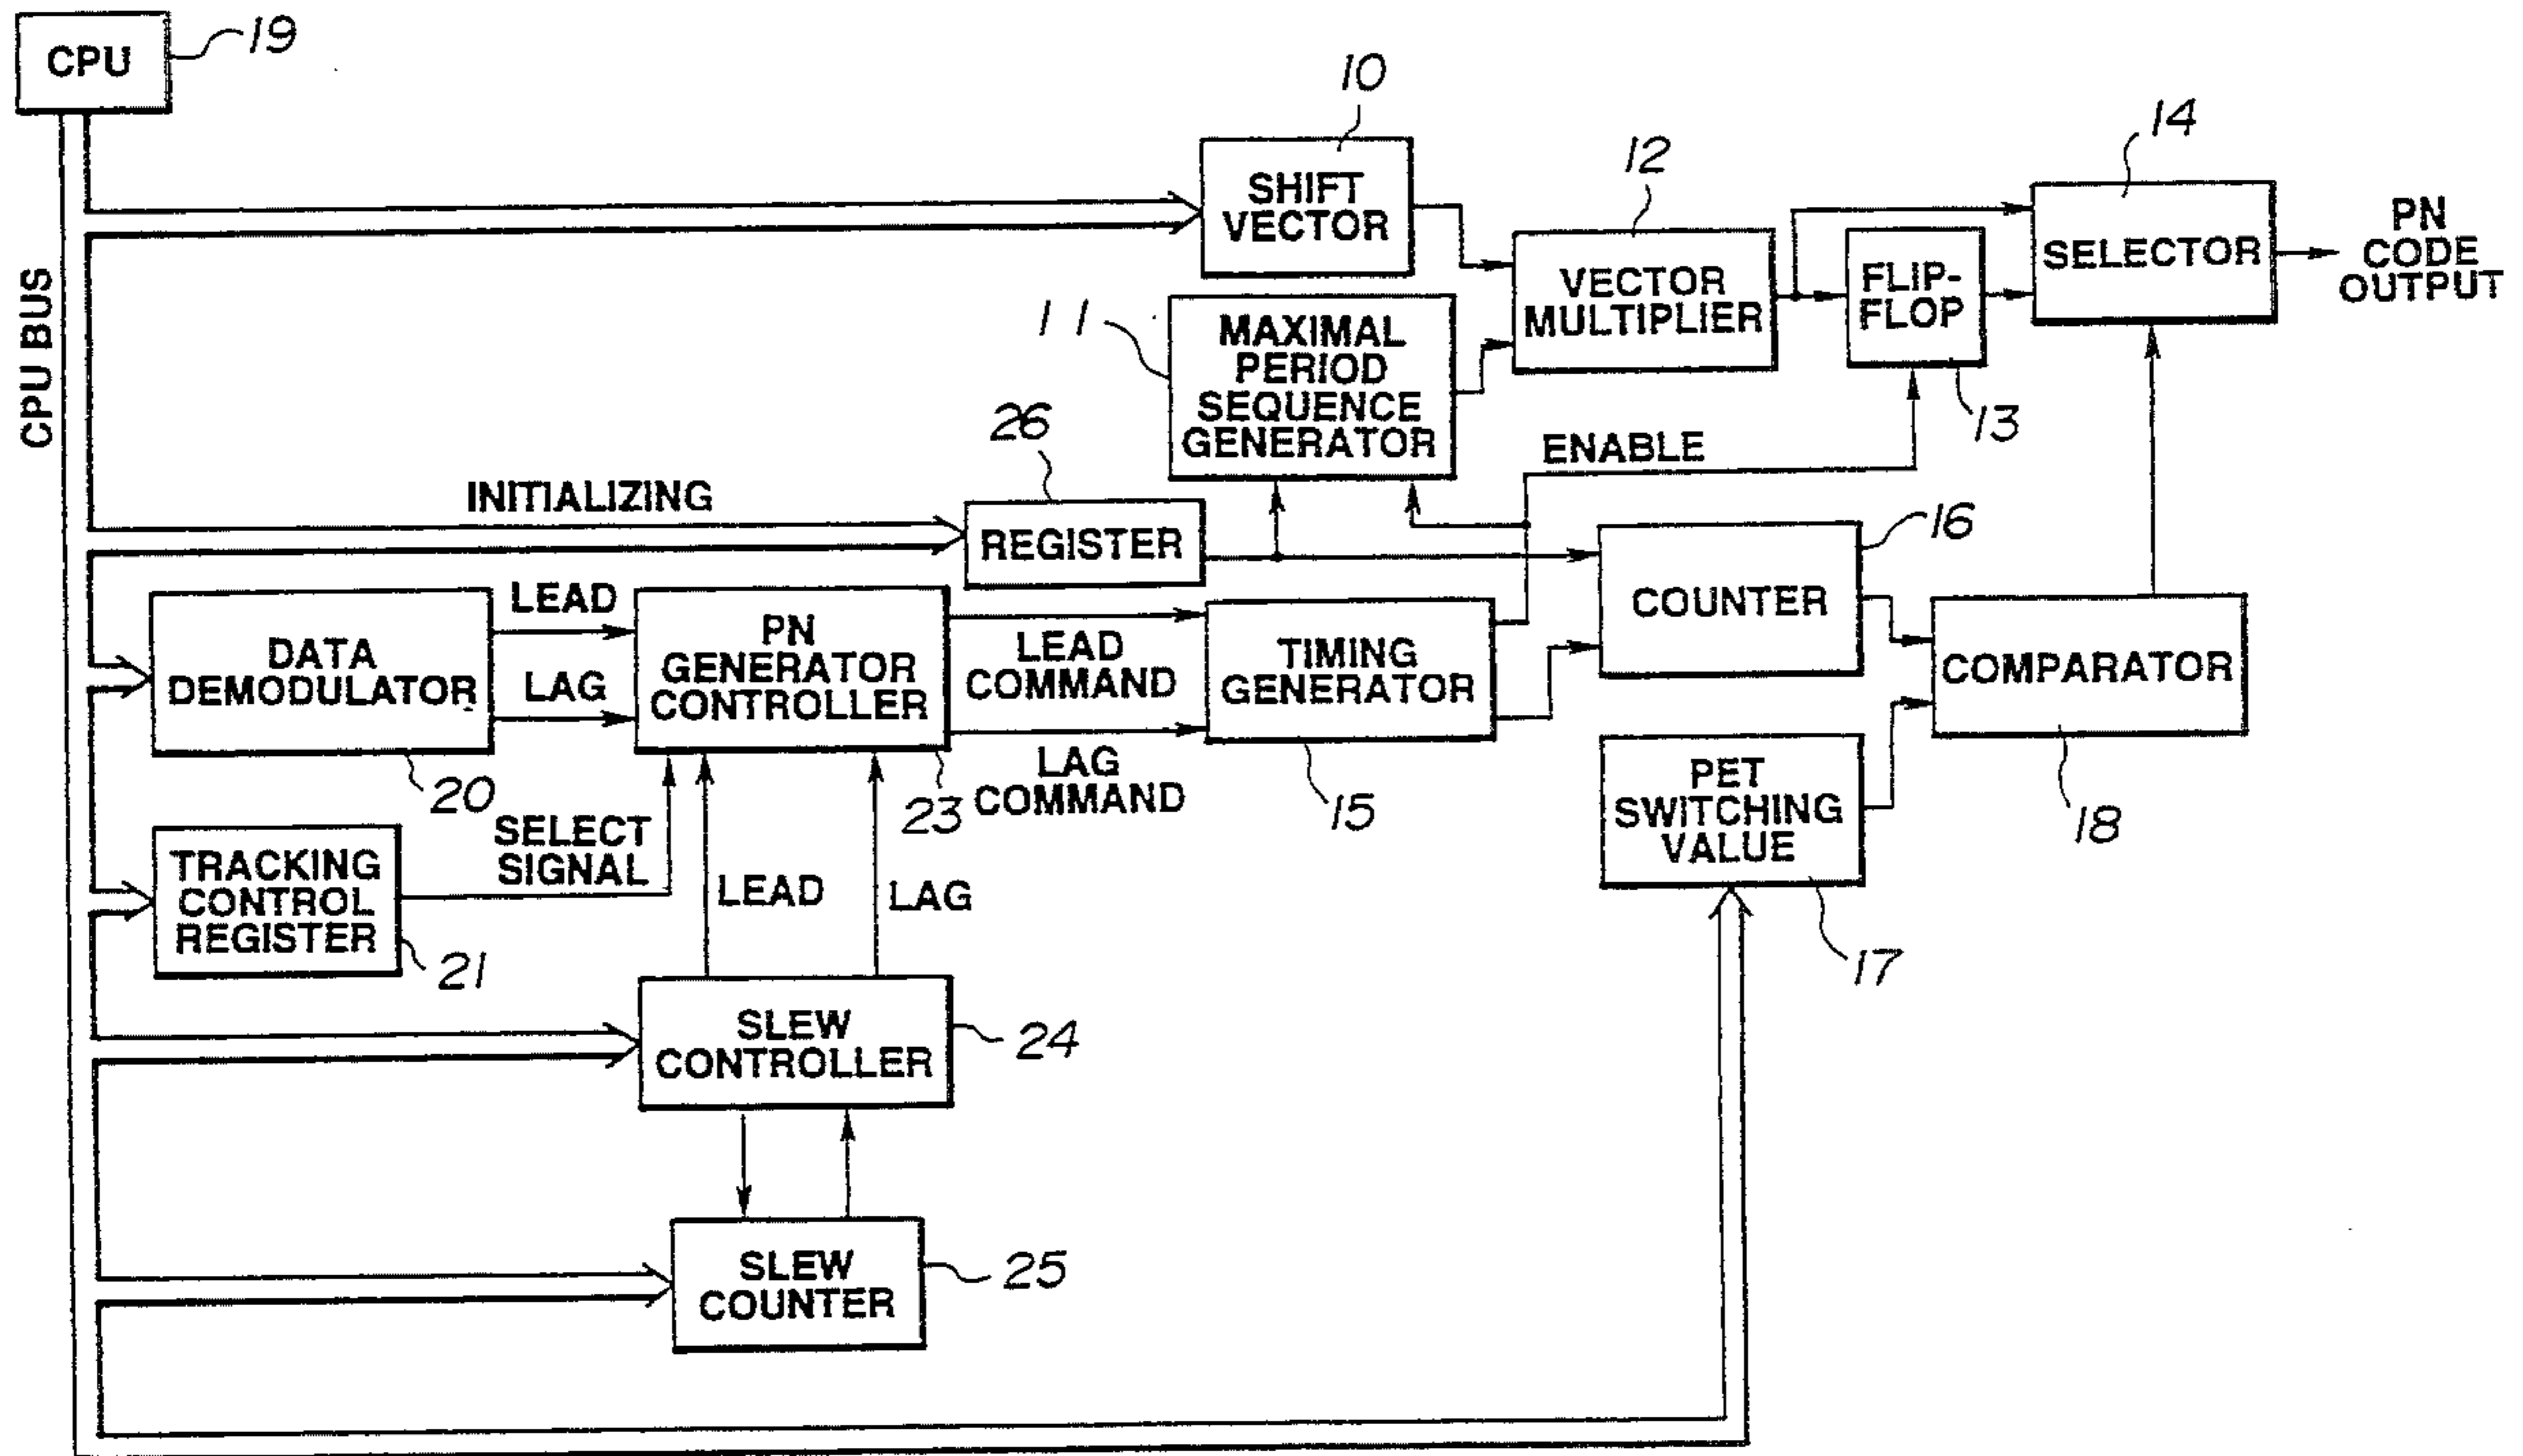 CPU
19
CPU BUS
10
SHIFT
VECTOR
12
VECTOR
MULTIPLIER
14
SELECTOR
PN
CODE
OUTPUT
FLIP-
FLOP
13
11
MAXIMAL
PERIOD
SEQUENCE
GENERATOR
ENABLE
INITIALIZING
26
REGISTER
16
COUNTER
DATA
DEMODULATOR
20
LEAD
LAG
PN
GENERATOR
CONTROLLER
23
LEAD
COMMAND
LAG
COMMAND
TIMING
GENERATOR
15
COMPARATOR
18
PET
SWITCHING
VALUE
17
TRACKING
CONTROL
REGISTER
21
SELECT
SIGNAL
LEAD
LAG
SLEW
CONTROLLER
24
SLEW
COUNTER
25